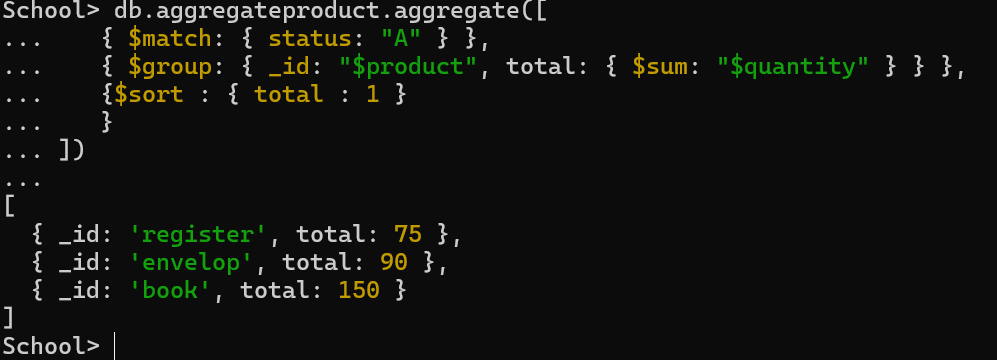 School> db.aggregateproduct.aggregate([
...    { $match: { status: "A" } },
...    { $group: { _id: "$product", total: { $sum: "$quantity" } } },
...    {$sort : { total : 1 }
...    }
... ])
...
[
  { _id: 'register', total: 75 },
  { _id: 'envelop', total: 90 },
  { _id: 'book', total: 150 }
]
School>